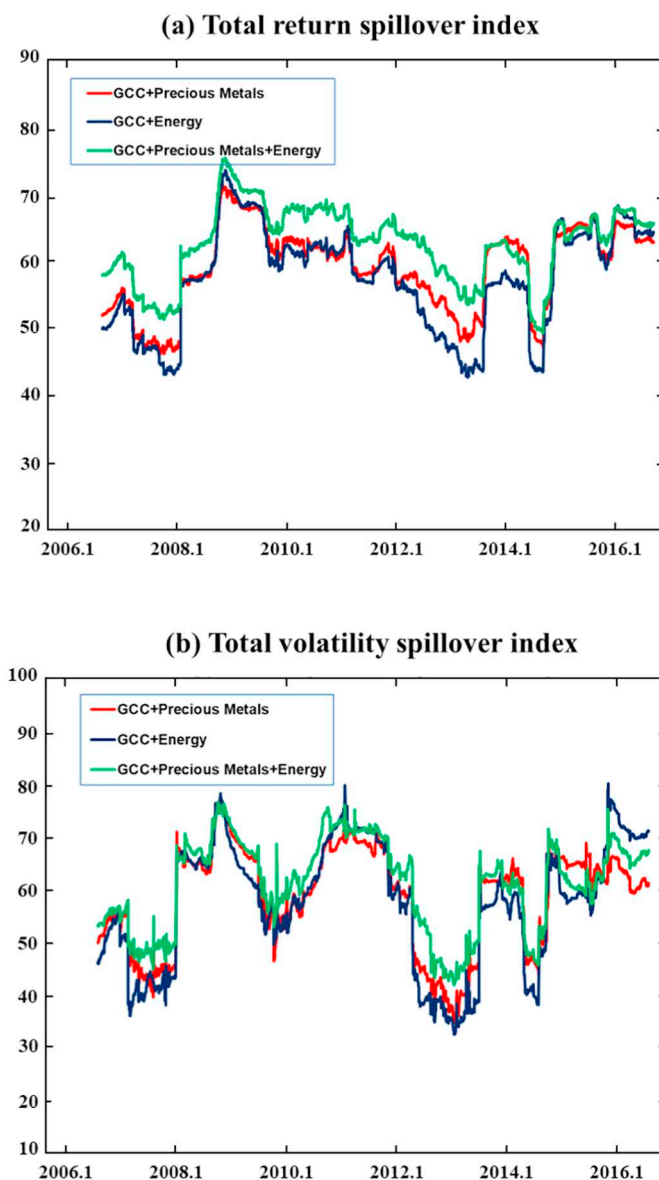 (a) Total return spillover index
90
80
70
60
50
40
30
20
GCC+Precious Metals
GCC+Energy
GCC+Precious Metals+Energy
2006.1 2008.1 2010.1 2012.1 2014.1 2016.1
(b) Total volatility spillover index
100
90
80
70
60
50
40
30
20
10
GCC+Precious Metals
GCC+Energy
GCC+Precious Metals+Energy
2006.1 2008.1 2010.1 2012.1 2014.1 2016.1